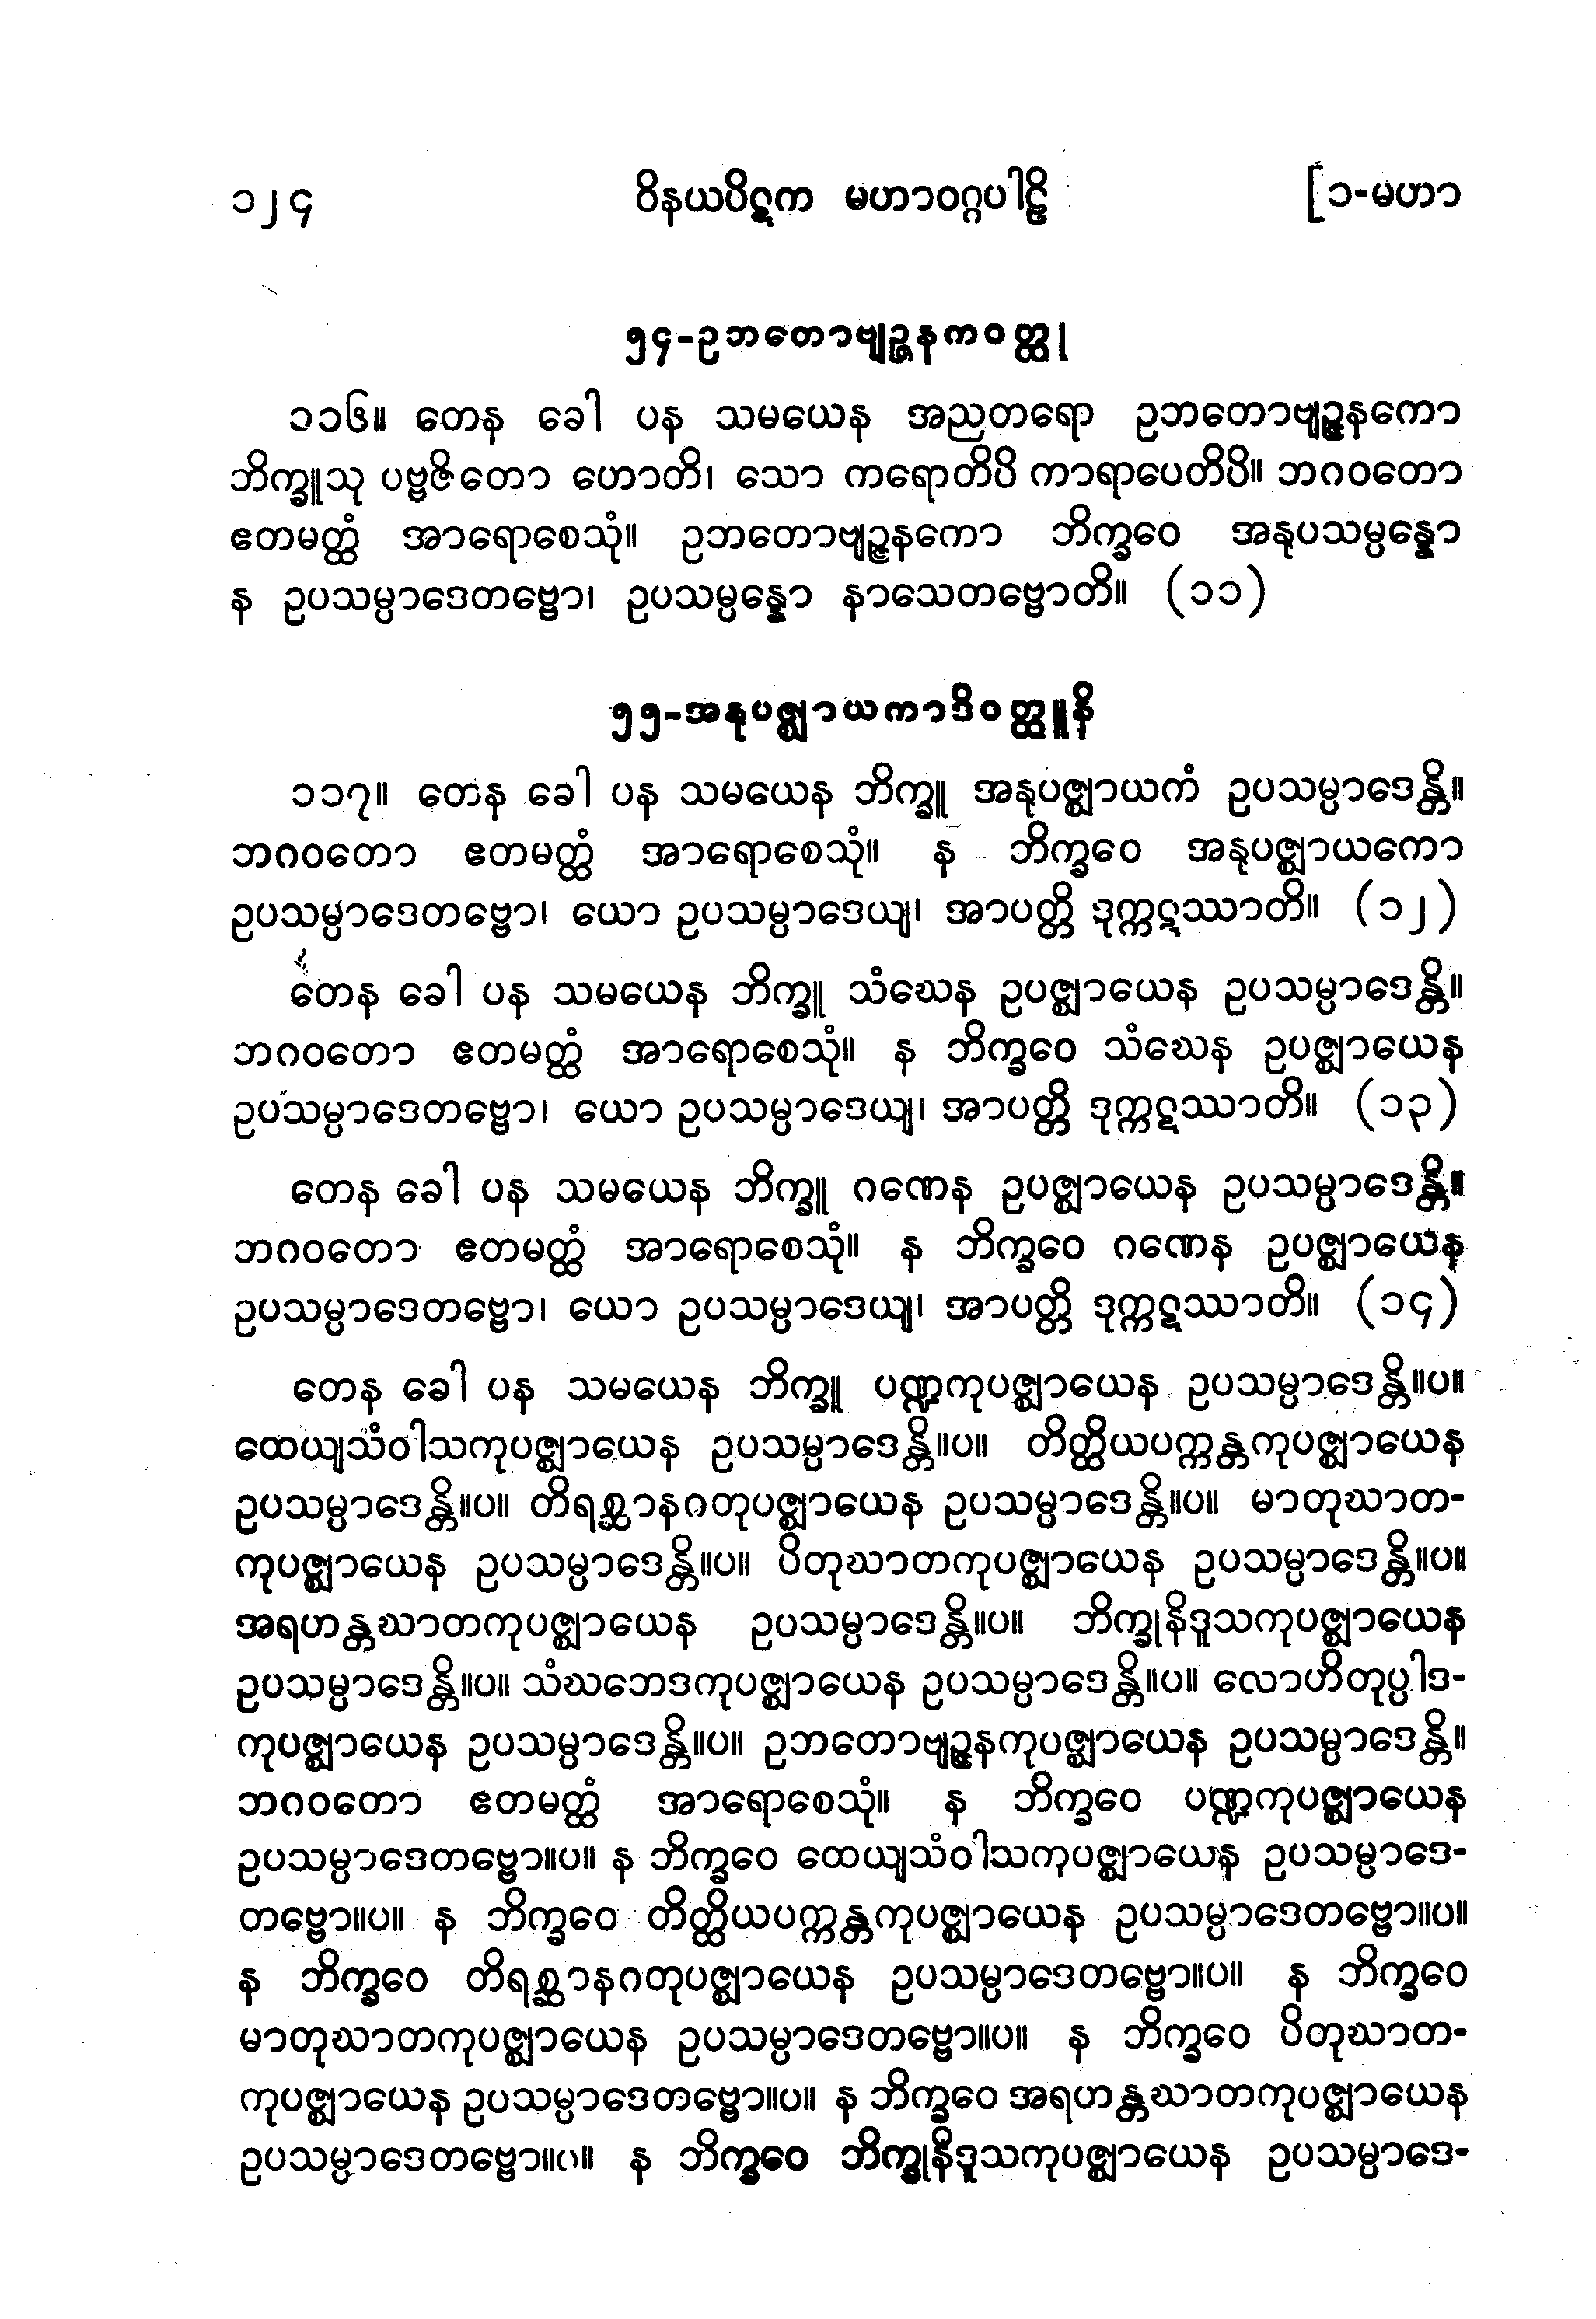 ၁၂၄ ဝိနယပိဋက မဟာဝဂ္ဂပါဠိ [၁-မဟာ
၅၄-ဥဘတောဗျဉ္ဇနကဝတ္ထု
၁၁၆။ တေန ခေါ ပန သမယေန အညတရော ဥဘတောဗျဉ္ဇနကော
ဘိက္ခူသု ပဗ္ဗဇိတော ဟောတိ၊ သော ကရောတိပိ ကာရာပေတိပိ။ ဘဂဝတော
ဧတမတ္ထံ အာရောစေသုံ။ ဥဘတောဗျဉ္ဇနကော ဘိက္ခဝေ အနုပသမ္ပန္နော
န ဥပသမ္ပာဒေတဗ္ဗော၊ ဥပသမ္ပန္နော နာသေတဗ္ဗောတိ။ (၁၁)
၅၅-အနုပဇ္ဈာယကာဒိဝတ္ထူနိ
၁၁၇။ တေန ခေါ ပန သမယေန ဘိက္ခူ အနုပဇ္ဈာယကံ ဥပသမ္ပာဒေန္တိ။
ဘဂဝတော ဧတမတ္ထံ အာရောစေသုံ။ န ဘိက္ခဝေ အနုပဇ္ဈာယကော
ဥပသမ္ပာဒေတဗ္ဗော၊ ယော ဥပသမ္ပာဒေယျ၊ အာပတ္တိ ဒုက္ကဋဿာတိ။ (၁၂)
တေန ခေါ ပန သမယေန ဘိက္ခူ သံဃေန ဥပဇ္ဈာယေန ဥပသမ္ပာဒေန္တိ။
ဘဂဝတော ဧတမတ္ထံ အာရောစေသုံ။ န ဘိက္ခဝေ သံဃေန ဥပဇ္ဈာယေန
ဥပသမ္ပာဒေတဗ္ဗော၊ ယော ဥပသမ္ပာဒေယျ၊ အာပတ္တိ ဒုက္ကဋဿာတိ။ (၁၃)
တေန ခေါ ပန သမယေန ဘိက္ခူ ဂဏေန ဥပဇ္ဈာယေန ဥပသမ္ပာဒေန္တိ။
ဘဂဝတော ဧတမတ္ထံ အာရောစေသုံ။ န ဘိက္ခဝေ ဂဏေန ဥပဇ္ဈာယေန
ဥပသမ္ပာဒေတဗ္ဗော၊ ယော ဥပသမ္ပာဒေယျ၊ အာပတ္တိ ဒုက္ကဋဿာတိ။ (၁၄)
တေန ခေါ ပန သမယေန ဘိက္ခူ ပဏ္ဍကုပဇ္ဈာယေန ဥပသမ္ပာဒေန္တိ။ပ။
ထေယျသံဝါသကုပဇ္ဈာယေန ဥပသမ္ပာဒေန္တိ။ပ။ တိတ္ထိယပက္ကန္တကုပဇ္ဈာယေန
ဥပသမ္ပာဒေန္တိ။ပ။ တိရစ္ဆာနဂတုပဇ္ဈာယေန ဥပသမ္ပာဒေန္တိ။ပ။ မာတုဃာတ-
ကုပဇ္ဈာယေန ဥပသမ္ပာဒေန္တိ။ပ။ ပိတုဃာတကုပဇ္ဈာယေန ဥပသမ္ပာဒေန္တိ။ပ။
အရဟန္တဃာတကုပဇ္ဈာယေန ဥပသမ္ပာဒေန္တိ။ပ။ ဘိက္ခုနိဒူသကုပဇ္ဈာယေန
ဥပသမ္ပာဒေန္တိ။ပ။ သံဃဘေဒကုပဇ္ဈာယေန ဥပသမ္ပာဒေန္တိ။ပ။ လောဟိတုပ္ပါဒ-
ကုပဇ္ဈာယေန ဥပသမ္ပာဒေန္တိ။ပ။ ဥဘတောဗျဉ္ဇနကုပဇ္ဈာယေန ဥပသမ္ပာဒေန္တိ။
ဘဂဝတော ဧတမတ္ထံ အာရောစေသုံ။ န ဘိက္ခဝေ ပဏ္ဍကုပဇ္ဈာယေန
ဥပသမ္ပာဒေတဗ္ဗော။ပ။ န ဘိက္ခဝေ ထေယျသံဝါသကုပဇ္ဈာယေန ဥပသမ္ပာဒေ-
တဗ္ဗော။ပ။ န ဘိက္ခဝေ တိတ္ထိယပက္ကန္တကုပဇ္ဈာယေန ဥပသမ္ပာဒေတဗ္ဗော။ပ။
န ဘိက္ခဝေ တိရစ္ဆာနဂတုပဇ္ဈာယေန ဥပသမ္ပာဒေတဗ္ဗော။ပ။ န ဘိက္ခဝေ
မာတုဃာတကုပဇ္ဈာယေန ဥပသမ္ပာဒေတဗ္ဗော။ပ။ န ဘိက္ခဝေ ပိတုဃာတ-
ကုပဇ္ဈာယေန ဥပသမ္ပာဒေတဗ္ဗော။ပ။ န ဘိက္ခဝေ အရဟန္တဃာတကုပဇ္ဈာယေန
ဥပသမ္ပာဒေတဗ္ဗော။ပ။ န ဘိက္ခဝေ ဘိက္ခုနိဒူသကုပဇ္ဈာယေန ဥပသမ္ပာဒေ-